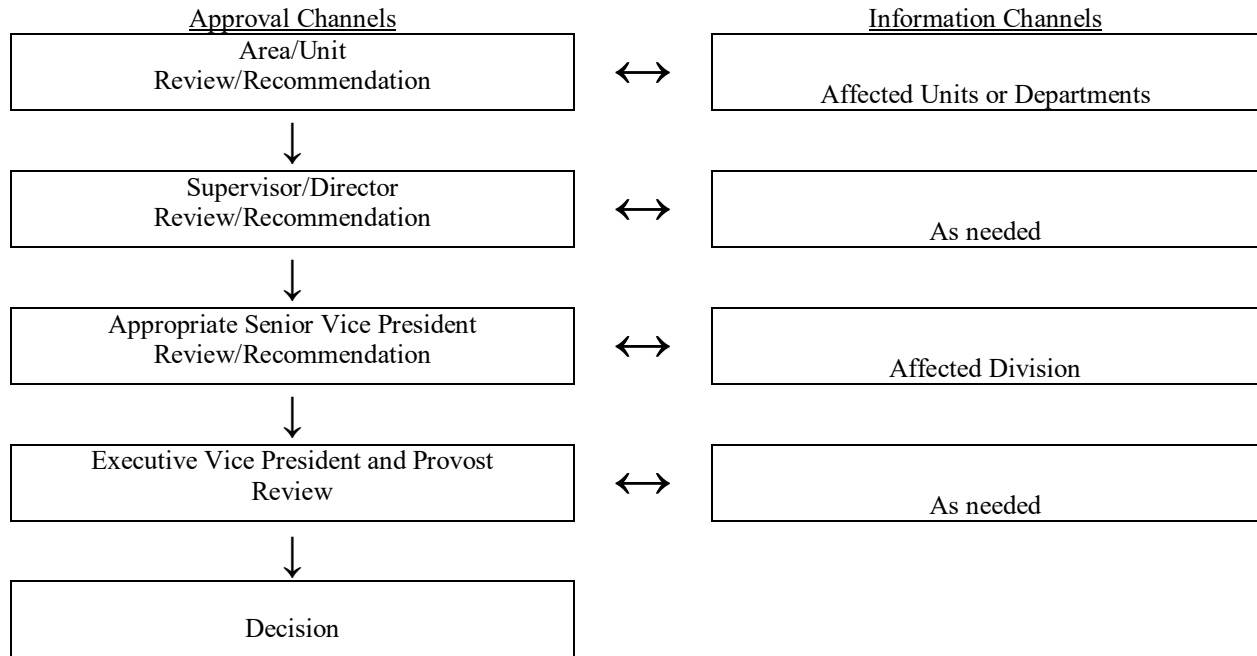 Approval Channels
Information Channels
Area/Unit
Review/Recommendation
Affected Units or Departments
Supervisor/Director
Review/Recommendation
As needed
Appropriate Senior Vice President
Review/Recommendation
Affected Division
Executive Vice President and Provost
Review
As needed
Decision